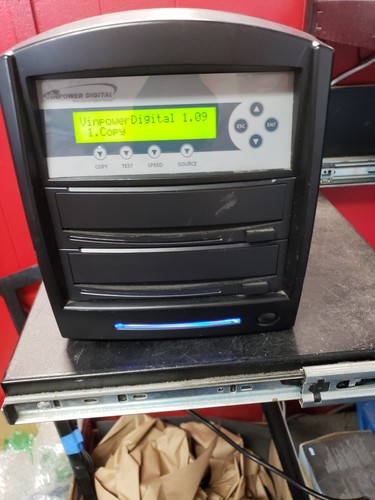 VINPOWER DIGITAL
VinpowerDigital 1.09
1.Copy
ESC
ENT
COPY TEST SPEED SOURCE